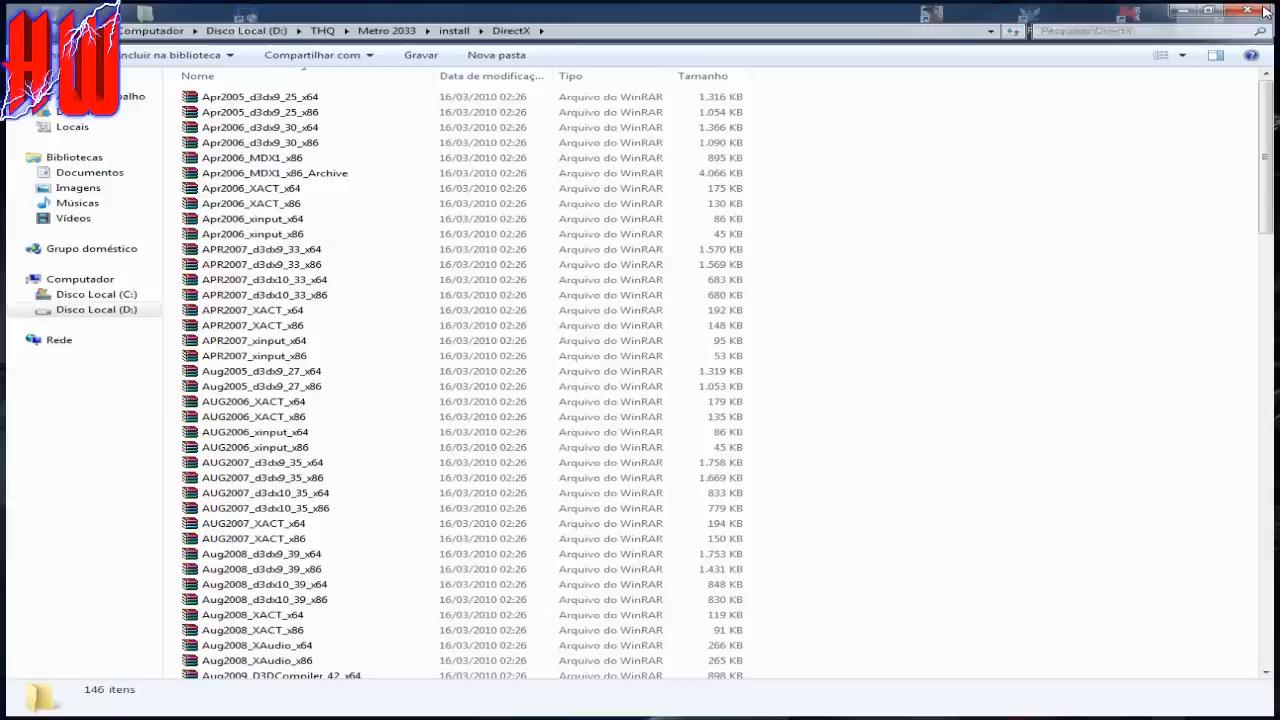 HW
Computador ▸ Disco Local (D:) ▸ THQ ▸ Metro 2033 ▸ install ▸ DirectX ▸ Pesquisar DirectX
ncluir na biblioteca Compartilhar com Gravar Nova pasta
Nome Data de modificaç... Tipo Tamanho
Apr2005_d3dx9_25_x64 16/03/2010 02:26 Arquivo do WinRAR 1.316 KB
Apr2005_d3dx9_25_x86 16/03/2010 02:26 Arquivo do WinRAR 1.054 KB
Locais Apr2006_d3dx9_30_x64 16/03/2010 02:26 Arquivo do WinRAR 1.366 KB
Apr2006_d3dx9_30_x86 16/03/2010 02:26 Arquivo do WinRAR 1.090 KB
Bibliotecas Apr2006_MDX1_x86 16/03/2010 02:26 Arquivo do WinRAR 895 KB
Documentos Apr2006_MDX1_x86_Archive 16/03/2010 02:26 Arquivo do WinRAR 4.066 KB
Imagens Apr2006_XACT_x64 16/03/2010 02:26 Arquivo do WinRAR 175 KB
Músicas Apr2006_XACT_x86 16/03/2010 02:26 Arquivo do WinRAR 130 KB
Vídeos Apr2006_xinput_x64 16/03/2010 02:26 Arquivo do WinRAR 86 KB
Apr2006_xinput_x86 16/03/2010 02:26 Arquivo do WinRAR 45 KB
Grupo doméstico APR2007_d3dx9_33_x64 16/03/2010 02:26 Arquivo do WinRAR 1.570 KB
APR2007_d3dx9_33_x86 16/03/2010 02:26 Arquivo do WinRAR 1.569 KB
Computador APR2007_d3dx10_33_x64 16/03/2010 02:26 Arquivo do WinRAR 683 KB
Disco Local (C:) APR2007_d3dx10_33_x86 16/03/2010 02:26 Arquivo do WinRAR 680 KB
Disco Local (D:) APR2007_XACT_x64 16/03/2010 02:26 Arquivo do WinRAR 192 KB
APR2007_XACT_x86 16/03/2010 02:26 Arquivo do WinRAR 148 KB
Rede APR2007_xinput_x64 16/03/2010 02:26 Arquivo do WinRAR 95 KB
APR2007_xinput_x86 16/03/2010 02:26 Arquivo do WinRAR 53 KB
Aug2005_d3dx9_27_x64 16/03/2010 02:26 Arquivo do WinRAR 1.319 KB
Aug2005_d3dx9_27_x86 16/03/2010 02:26 Arquivo do WinRAR 1.053 KB
AUG2006_XACT_x64 16/03/2010 02:26 Arquivo do WinRAR 179 KB
AUG2006_XACT_x86 16/03/2010 02:26 Arquivo do WinRAR 135 KB
AUG2006_xinput_x64 16/03/2010 02:26 Arquivo do WinRAR 86 KB
AUG2006_xinput_x86 16/03/2010 02:26 Arquivo do WinRAR 45 KB
AUG2007_d3dx9_35_x64 16/03/2010 02:26 Arquivo do WinRAR 1.758 KB
AUG2007_d3dx9_35_x86 16/03/2010 02:26 Arquivo do WinRAR 1.669 KB
AUG2007_d3dx10_35_x64 16/03/2010 02:26 Arquivo do WinRAR 833 KB
AUG2007_d3dx10_35_x86 16/03/2010 02:26 Arquivo do WinRAR 779 KB
AUG2007_XACT_x64 16/03/2010 02:26 Arquivo do WinRAR 194 KB
AUG2007_XACT_x86 16/03/2010 02:26 Arquivo do WinRAR 150 KB
Aug2008_d3dx9_39_x64 16/03/2010 02:26 Arquivo do WinRAR 1.753 KB
Aug2008_d3dx9_39_x86 16/03/2010 02:26 Arquivo do WinRAR 1.431 KB
Aug2008_d3dx10_39_x64 16/03/2010 02:26 Arquivo do WinRAR 848 KB
Aug2008_d3dx10_39_x86 16/03/2010 02:26 Arquivo do WinRAR 830 KB
Aug2008_XACT_x64 16/03/2010 02:26 Arquivo do WinRAR 119 KB
Aug2008_XACT_x86 16/03/2010 02:26 Arquivo do WinRAR 91 KB
Aug2008_XAudio_x64 16/03/2010 02:26 Arquivo do WinRAR 266 KB
Aug2008_XAudio_x86 16/03/2010 02:26 Arquivo do WinRAR 265 KB
Aug2009_D3DCompiler_42_x64 16/03/2010 02:26 Arquivo do WinRAR 898 KB
146 itens